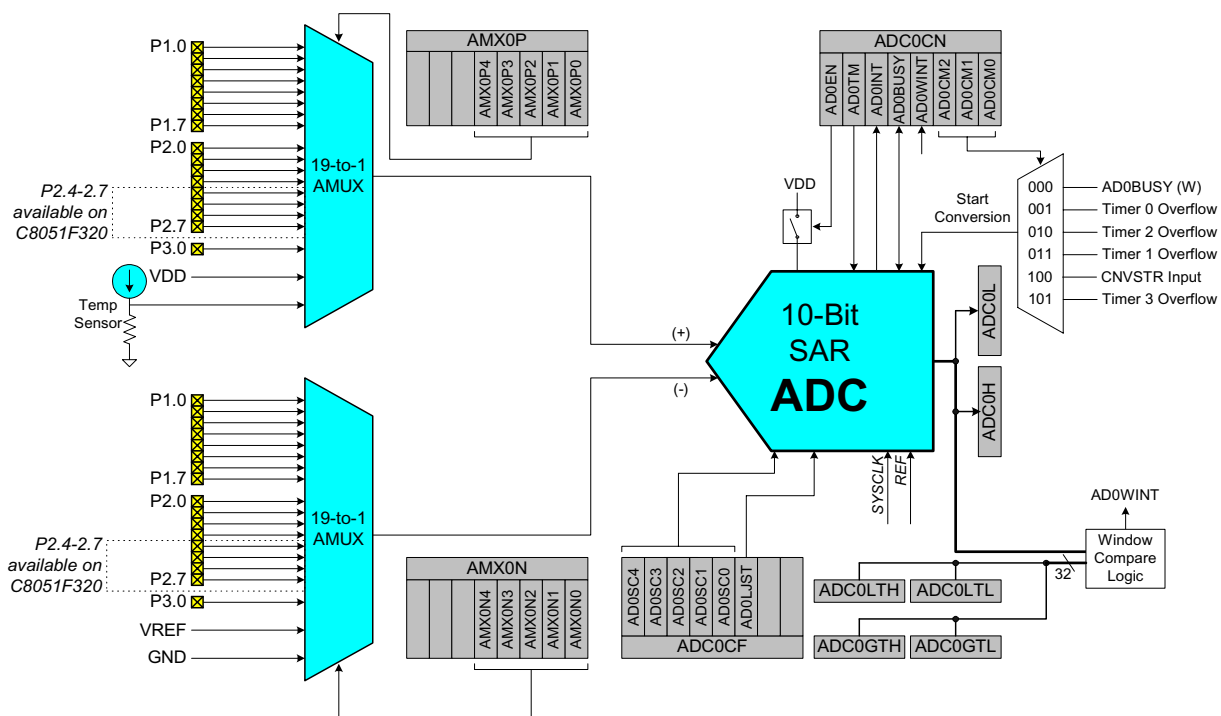 P1.0
P1.7
P2.0
P2.4-2.7
available on
C8051F320
P2.7
P3.0
VDD
Temp
Sensor
19-to-1
AMUX
AMX0P
AMX0P4
AMX0P3
AMX0P2
AMX0P1
AMX0P0
ADC0CN
AD0EN
AD0TM
AD0INT
AD0BUSY
AD0WINT
AD0CM2
AD0CM1
AD0CM0
VDD
Start
Conversion
000 AD0BUSY (W)
001 Timer 0 Overflow
010 Timer 2 Overflow
011 Timer 1 Overflow
100 CNVSTR Input
101 Timer 3 Overflow
(+)
(-)
10-Bit
SAR
ADC
ADC0L
ADC0H
SYSCLK
REF
P1.0
P1.7
P2.0
P2.4-2.7
available on
C8051F320
P2.7
P3.0
VREF
GND
19-to-1
AMUX
AMX0N
AMX0N4
AMX0N3
AMX0N2
AMX0N1
AMX0N0
AD0SC4
AD0SC3
AD0SC2
AD0SC1
AD0SC0
AD0LJST
ADC0CF
AD0WINT
Window
Compare
Logic
32
ADC0LTH
ADC0LTL
ADC0GTH
ADC0GTL